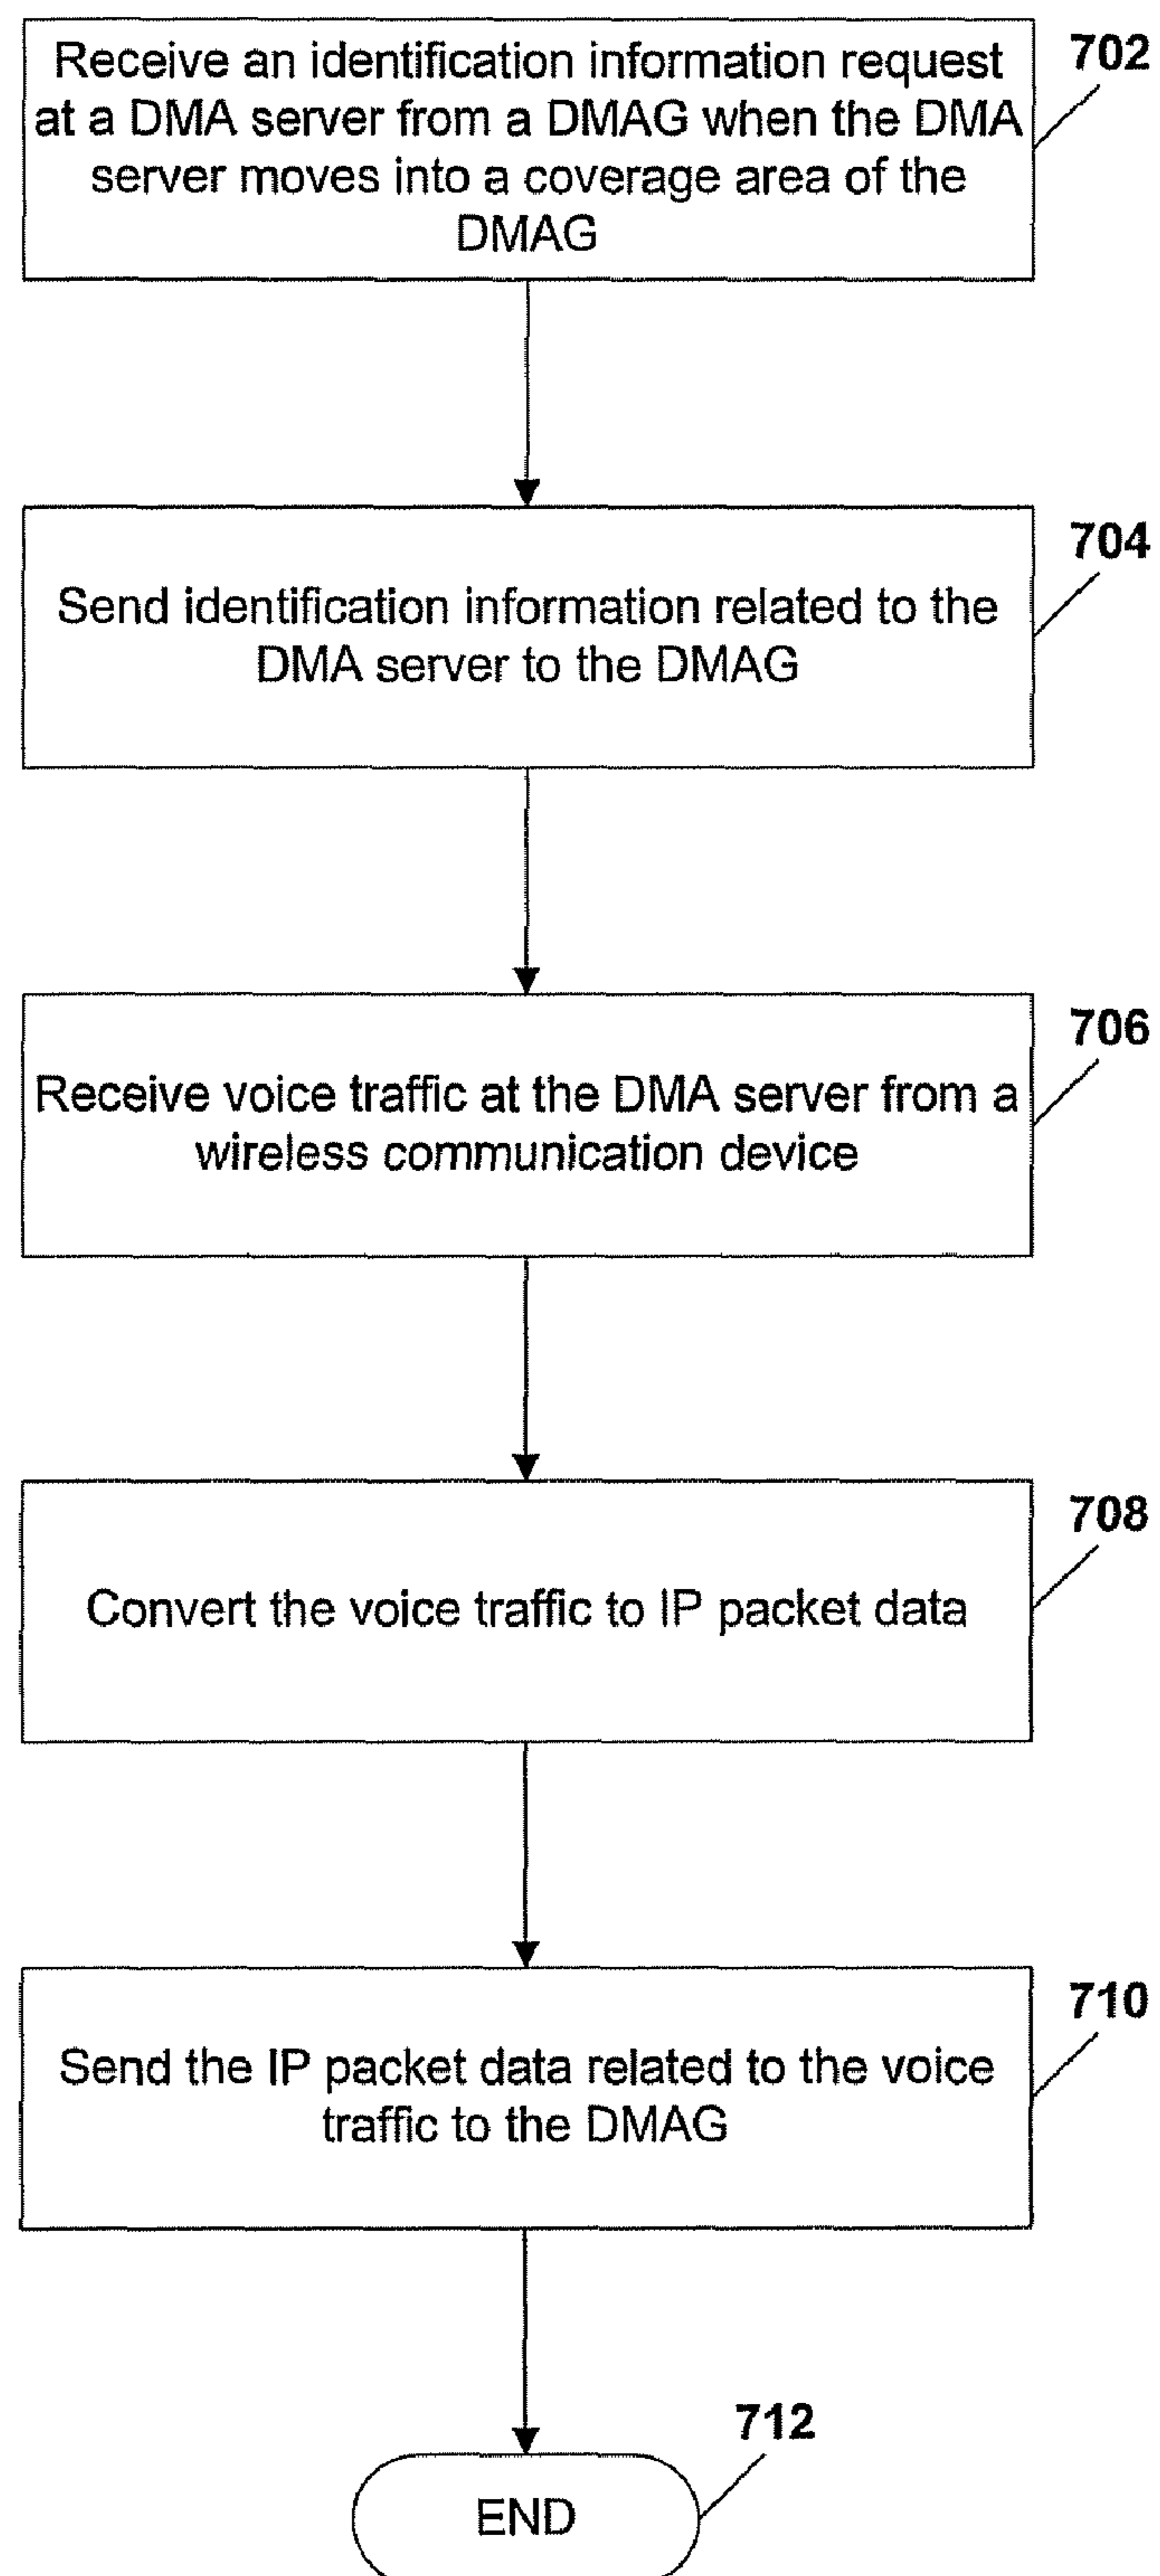 Receive an identification information request
702
at a DMA server from a DMAG when the DMA
server moves into a coverage area of the
DMAG
704
Send identification information related to the
DMA server to the DMAG
706
Receive voice traffic at the DMA server from a
wireless communication device
708
Convert the voice traffic to IP packet data
710
Send the IP packet data related to the voice
traffic to the DMAG
712
END